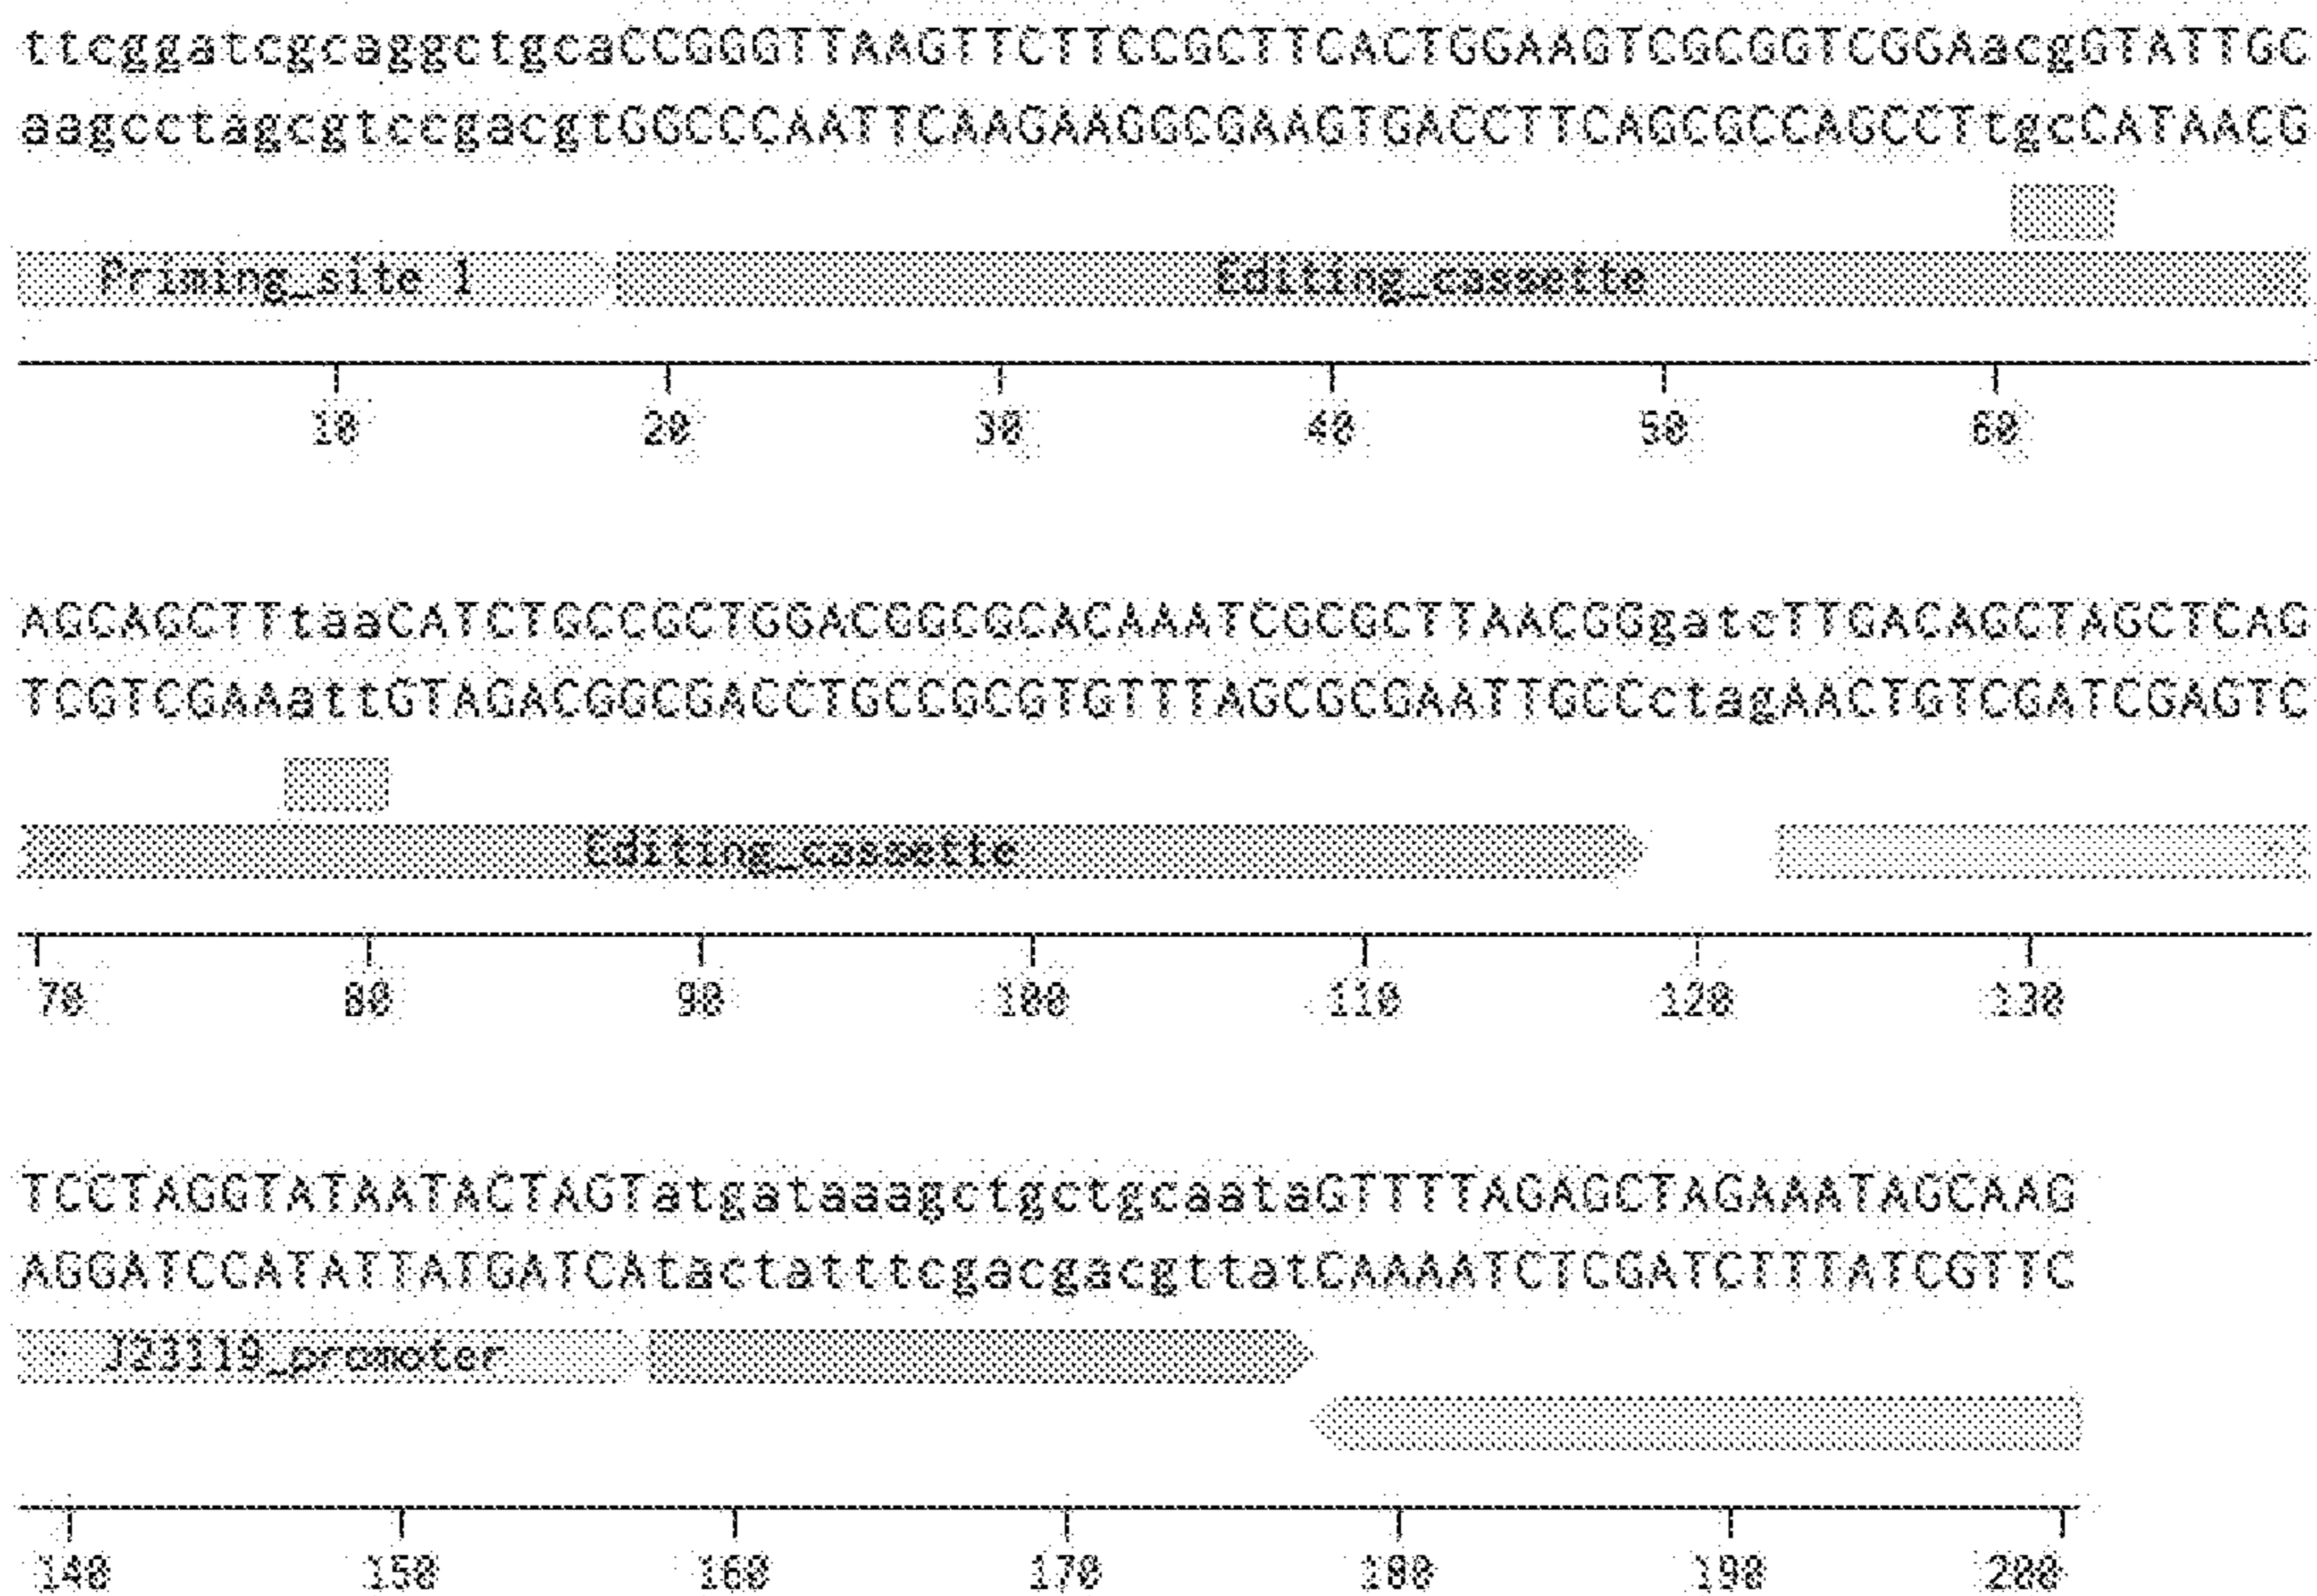 ttcggatcgcaggctgcaCCGGGTTAAGTTCTTCCGCTTCACTGGAAGTCGCGGTCGGAacgGTATTGC
aagcctagcgtccgacgtGGCCCAATTCAAGAAGGCGAAGTGACCTTCAGCGCCAGCCTtgcCATAACG
Priming_site 1 Editing_cassette
10 20 30 40 50 60
AGCAGCTTtaaCATCTGCCGCTGGACGGCGCACAAATCGCGCTTAACGGgatcTTGACAGCTAGCTCAG
TCGTCGAAattGTAGACGGCGACCTGCCGCGTGTTTAGCGCGAATTGCCctagAACTGTCGATCGAGTC
Editing_cassette
70 80 90 100 110 120 130
TCCTAGGTATAATACTAGTatgataaagctgctgcaataGTTTTAGAGCTAGAAATAGCAAG
AGGATCCATATTATGATCAtactatttcgacgacgttatCAAAATCTCGATCTTTATCGTTC
J23119_promoter
140 150 160 170 180 190 200